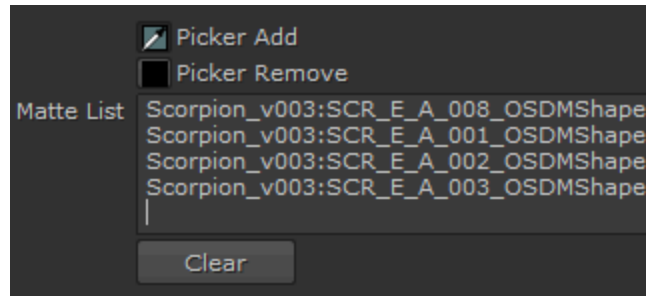 Picker Add
Picker Remove
Matte List
Scorpion_v003:SCR_E_A_008_OSDMShape
Scorpion_v003:SCR_E_A_001_OSDMShape
Scorpion_v003:SCR_E_A_002_OSDMShape
Scorpion_v003:SCR_E_A_003_OSDMShape
Clear